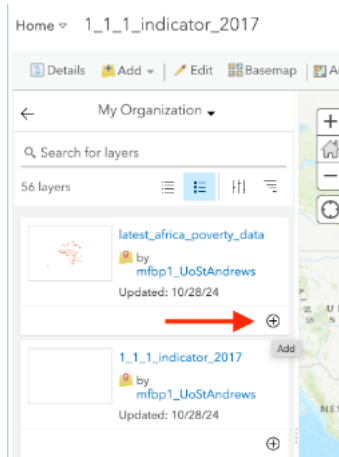 Home 1_1_1_indicator_2017
Details Add Edit Basemap
My Organization
Search for layers
56 layers
latest_africa_poverty_data
by
mfbp1_UoStAndrews
Updated: 10/28/24
Add
1_1_1_indicator_2017
by
mfbp1_UoStAndrews
Updated: 10/28/24